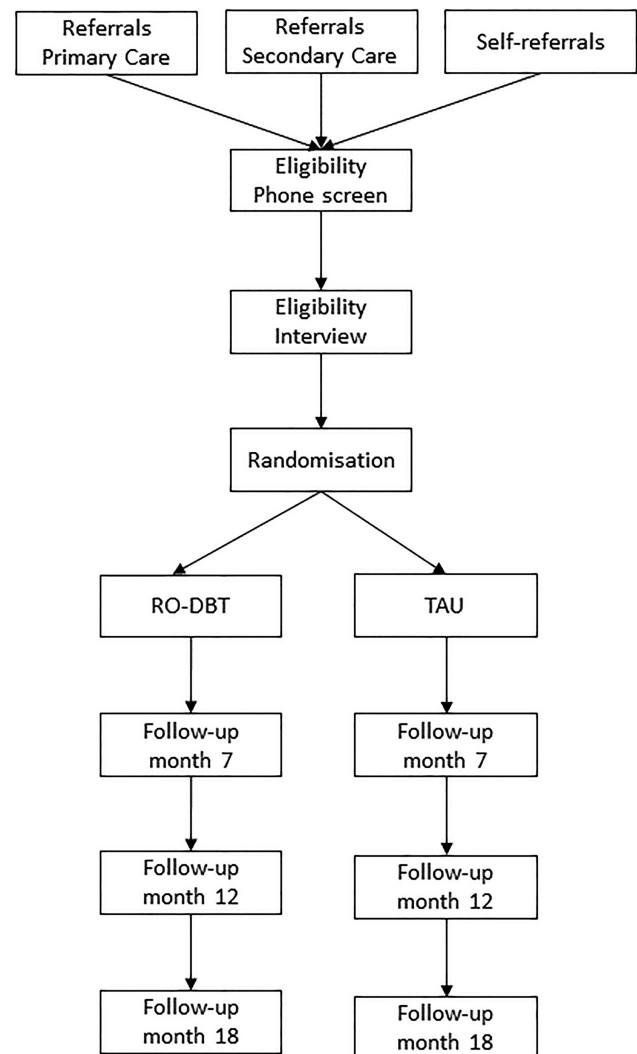 Referrals
Primary Care
Referrals
Secondary Care
Self-referrals
Eligibility
Phone screen
Eligibility
Interview
Randomisation
RO-DBT
TAU
Follow-up
month 7
Follow-up
month 7
Follow-up
month 12
Follow-up
month 12
Follow-up
month 18
Follow-up
month 18